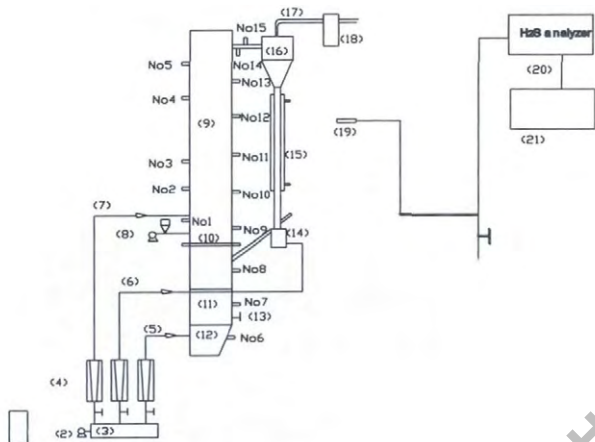 No15
(17)
(18)
(16)
H2S analyzer
No5
No14
No13
(20)
No4
(9)
No12
(21)
(19)
No3
No11
(15)
No2
No10
(7)
No1
No9
(14)
(8)
(10)
(6)
No8
(11)
No7
(13)
(5)
(12)
No6
(4)
(2)
(3)